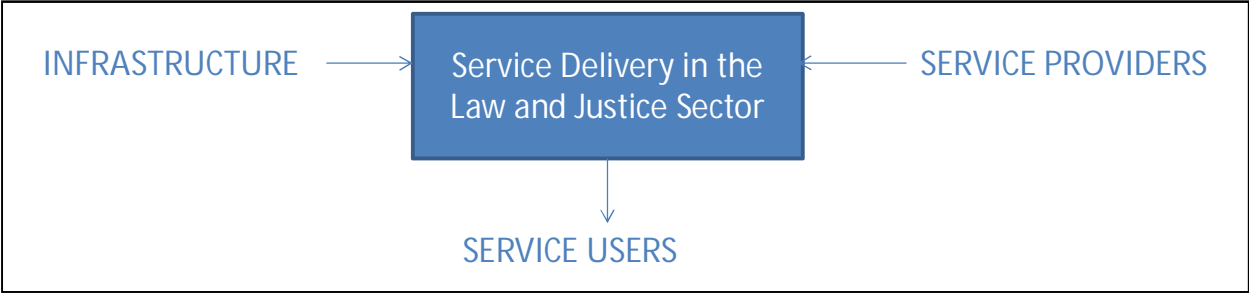 INFRASTRUCTURE
Service Delivery in the
Law and Justice Sector
SERVICE PROVIDERS
SERVICE USERS